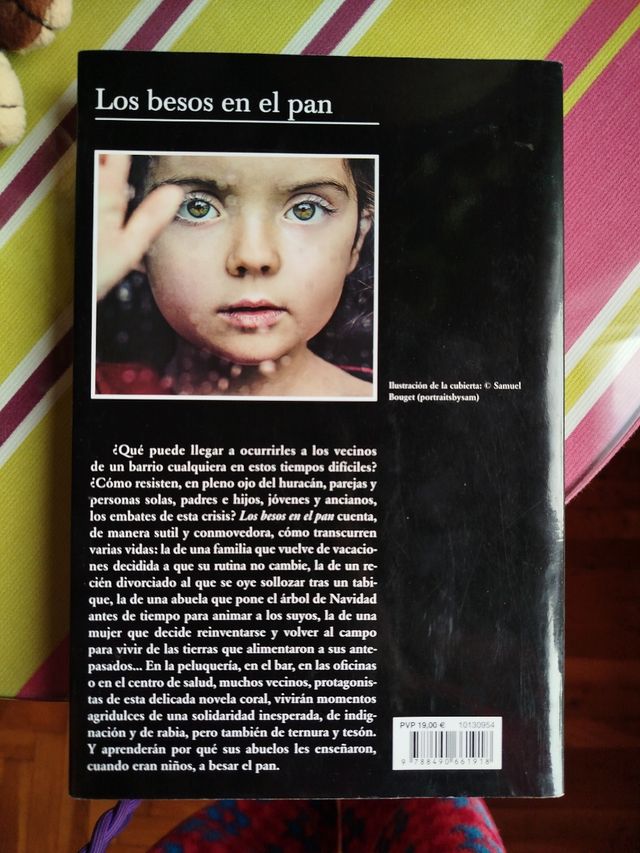 Los besos en el pan
Ilustración de la cubierta: © Samuel
Bouget (portraitsbysam)
¿Qué puede llegar a ocurrirles a los vecinos
de un barrio cualquiera en estos tiempos difíciles?
¿Cómo resisten, en pleno ojo del huracán, parejas y
personas solas, padres e hijos, jóvenes y ancianos,
los embates de esta crisis? Los besos en el pan cuenta,
de manera sutil y conmovedora, cómo transcurren
varias vidas: la de una familia que vuelve de vacacio-
nes decidida a que su rutina no cambie, la de un re-
cién divorciado al que se oye sollozar tras un tabi-
que, la de una abuela que pone el árbol de Navidad
antes de tiempo para animar a los suyos, la de una
mujer que decide reinventarse y volver al campo
para vivir de las tierras que alimentaron a sus ante-
pasados... En la peluquería, en el bar, en las oficinas
o en el centro de salud, muchos vecinos, protagonis-
tas de esta delicada novela coral, vivirán momentos
agridulces de una solidaridad inesperada, de indig-
nación y de rabia, pero también de ternura y tesón.
Y aprenderán por qué sus abuelos les enseñaron,
cuando eran niños, a besar el pan.
PVP 19,00 € 10130954
9 788490 661918